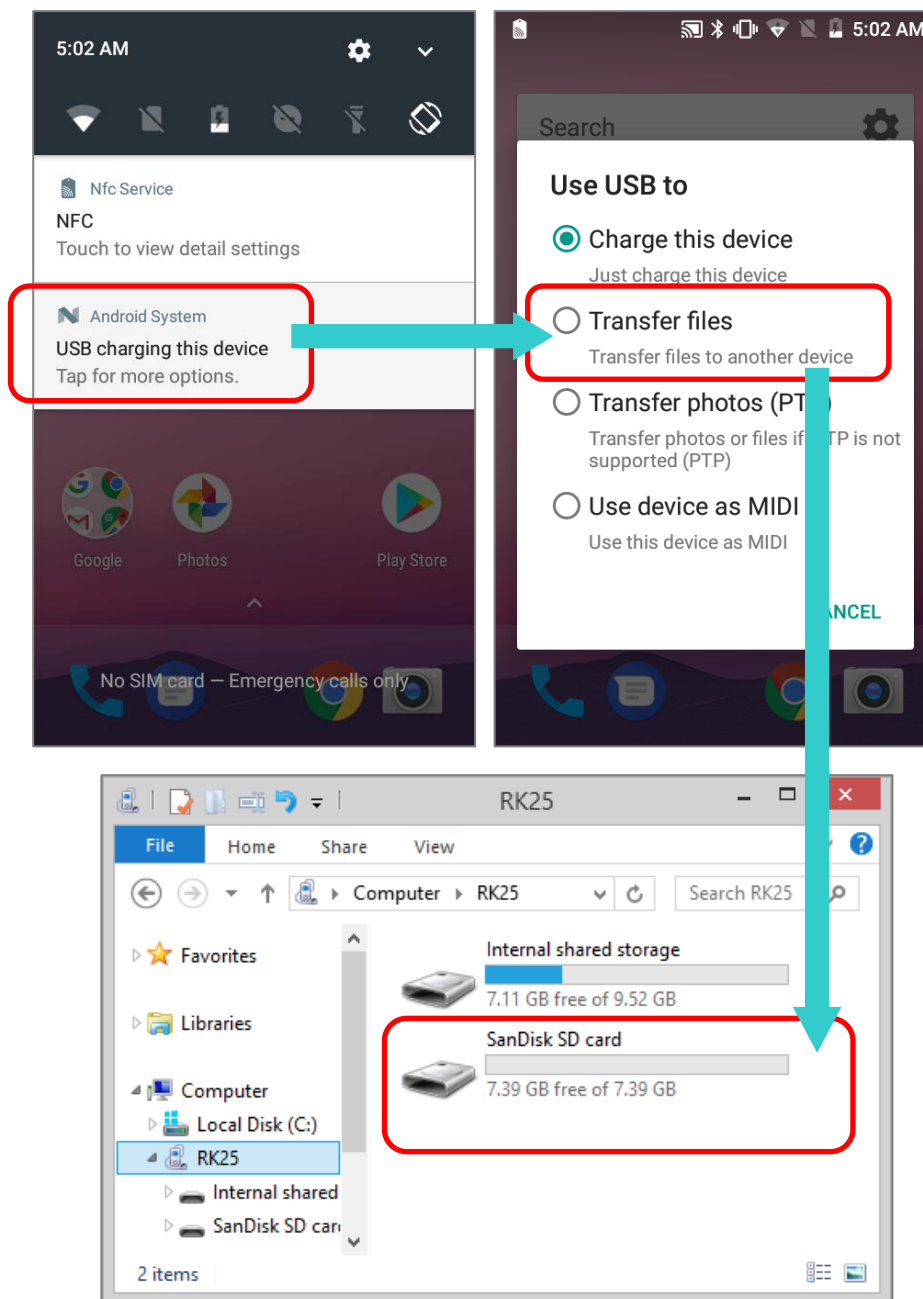 5:02 AM
Nfc Service
NFC
Touch to view detail settings
Android System
USB charging this device
Tap for more options.
Google
Photos
Play Store
No SIM card — Emergency calls only
5:02 AM
Search
Use USB to
Charge this device
Just charge this device
Transfer files
Transfer files to another device
Transfer photos (PT
Transfer photos or files if TP is not
supported (PTP)
Use device as MIDI
Use this device as MIDI
ANCEL
RK25
File
Home
Share
View
Computer
RK25
Search RK25
Favorites
Libraries
Computer
Local Disk (C:)
RK25
Internal shared
SanDisk SD car
Internal shared storage
7.11 GB free of 9.52 GB
SanDisk SD card
7.39 GB free of 7.39 GB
2 items